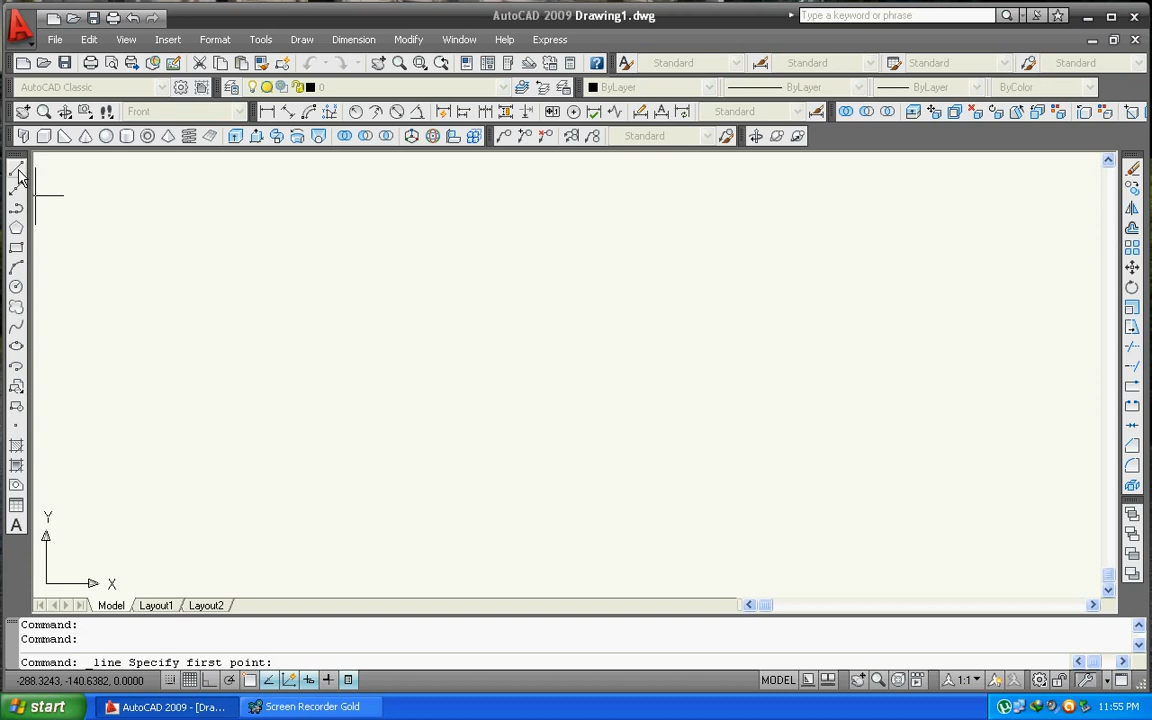 AutoCAD 2009 Drawing1.dwg
Type a keyword or phrase
File Edit View Insert Format Tools Draw Dimension Modify Window Help Express
Standard Standard Standard Standard
AutoCAD Classic 0 ByLayer ByLayer ByLayer ByColor
Front Standard
Standard
A
Y
X
Model Layout1 Layout2
Command:
Command:
Command: _line Specify first point:
-288.3243, -140.6382, 0.0000 MODEL 1:1
start AutoCAD 2009 - [Dra... Screen Recorder Gold 11:55 PM